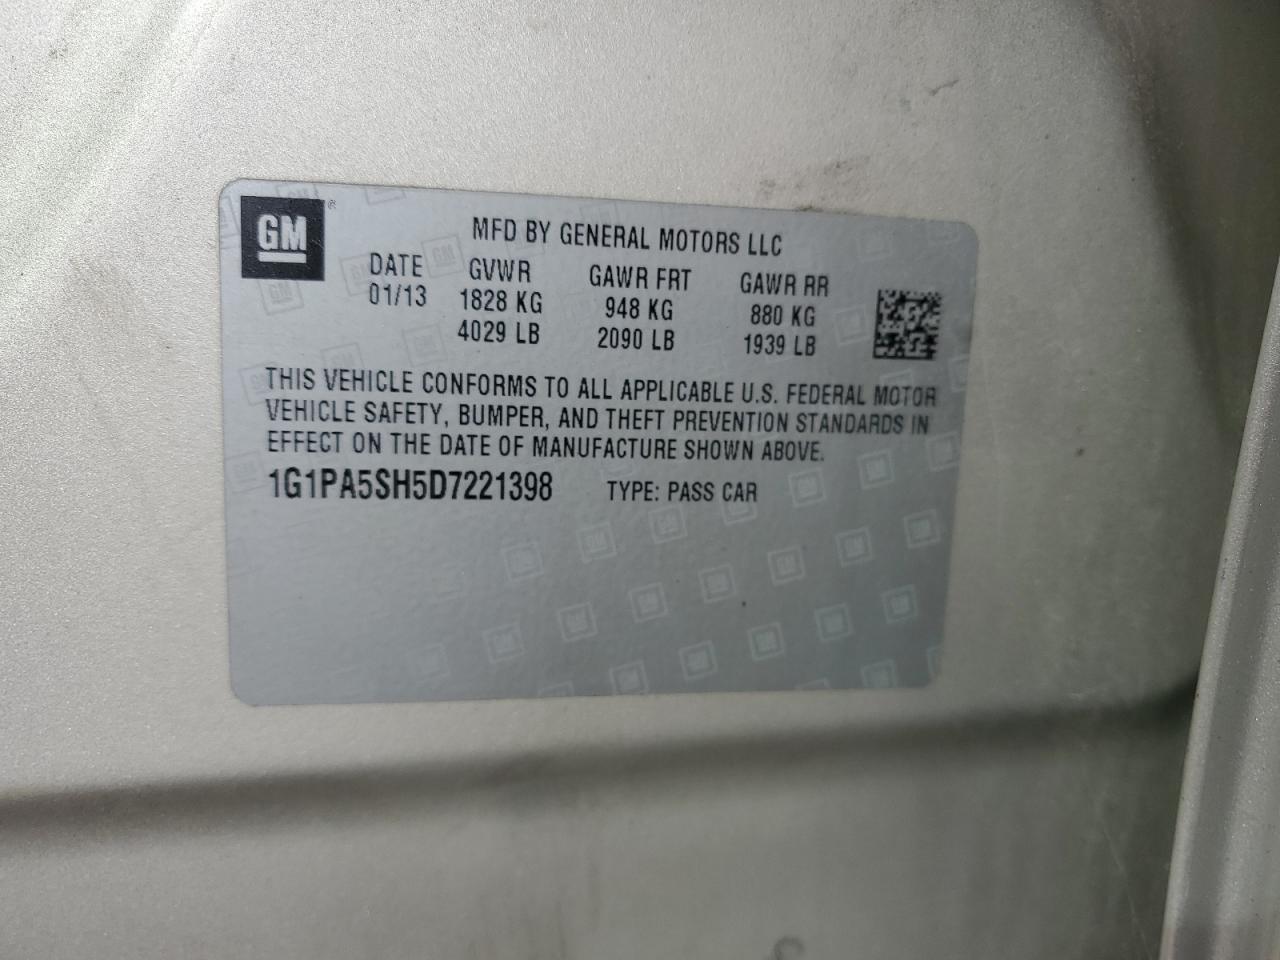 GM ®
MFD BY GENERAL MOTORS LLC
DATE GVWR GAWR FRT GAWR RR
01/13 1828 KG 948 KG 880 KG
4029 LB 2090 LB 1939 LB
THIS VEHICLE CONFORMS TO ALL APPLICABLE U.S. FEDERAL MOTOR
VEHICLE SAFETY, BUMPER, AND THEFT PREVENTION STANDARDS IN
EFFECT ON THE DATE OF MANUFACTURE SHOWN ABOVE.
1G1PA5SH5D7221398 TYPE: PASS CAR